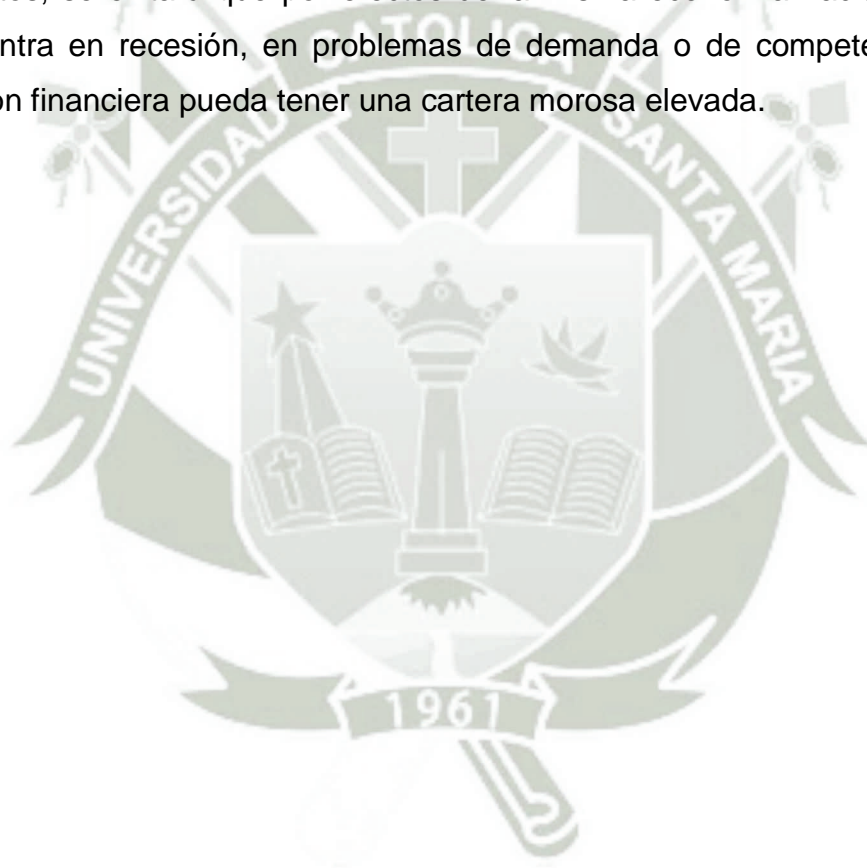 ntra en recesión, en problemas de demanda o de compete
ón financiera pueda tener una cartera morosa elevada.
UNIVERSIDAD CATOLICA SANTA MARIA
1961